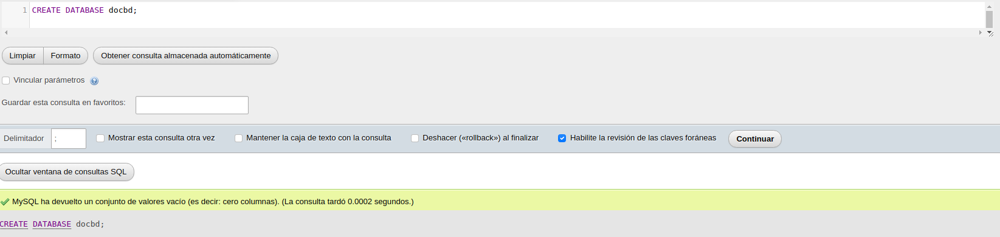 1 CREATE DATABASE docbd;
Limpiar Formato Obtener consulta almacenada automáticamente
Vincular parámetros
Guardar esta consulta en favoritos:
Delimitador ; Mostrar esta consulta otra vez Mantener la caja de texto con la consulta Deshacer («rollback») al finalizar Habilite la revisión de las claves foráneas Continuar
Ocultar ventana de consultas SQL
MySQL ha devuelto un conjunto de valores vacío (es decir: cero columnas). (La consulta tardó 0.0002 segundos.)
CREATE DATABASE docbd;